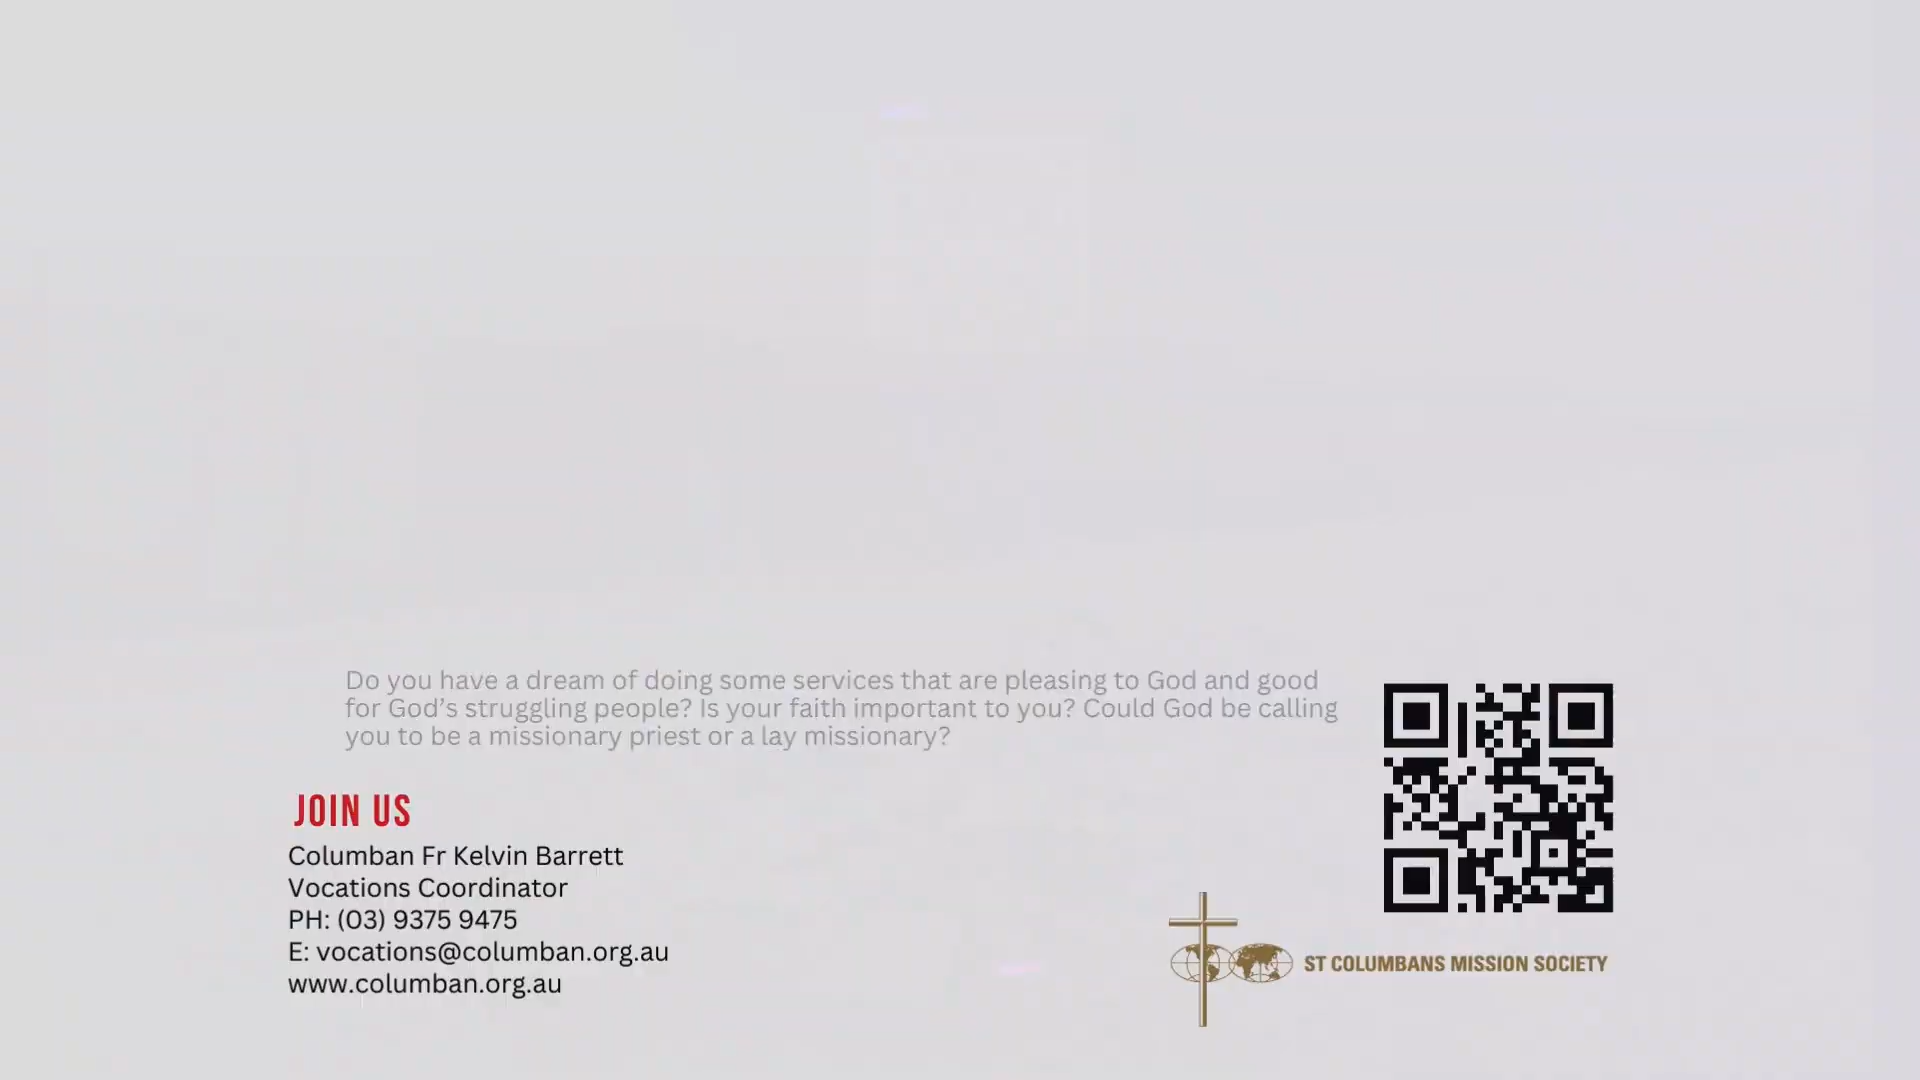 Do you have a dream of doing some services that are pleasing to God and good
for God’s struggling people? Is your faith important to you? Could God be calling
you to be a missionary priest or a lay missionary?
JOIN US
Columban Fr Kelvin Barrett
Vocations Coordinator
PH: (03) 9375 9475
E: vocations@columban.org.au
www.columban.org.au
ST COLUMBANS MISSION SOCIETY